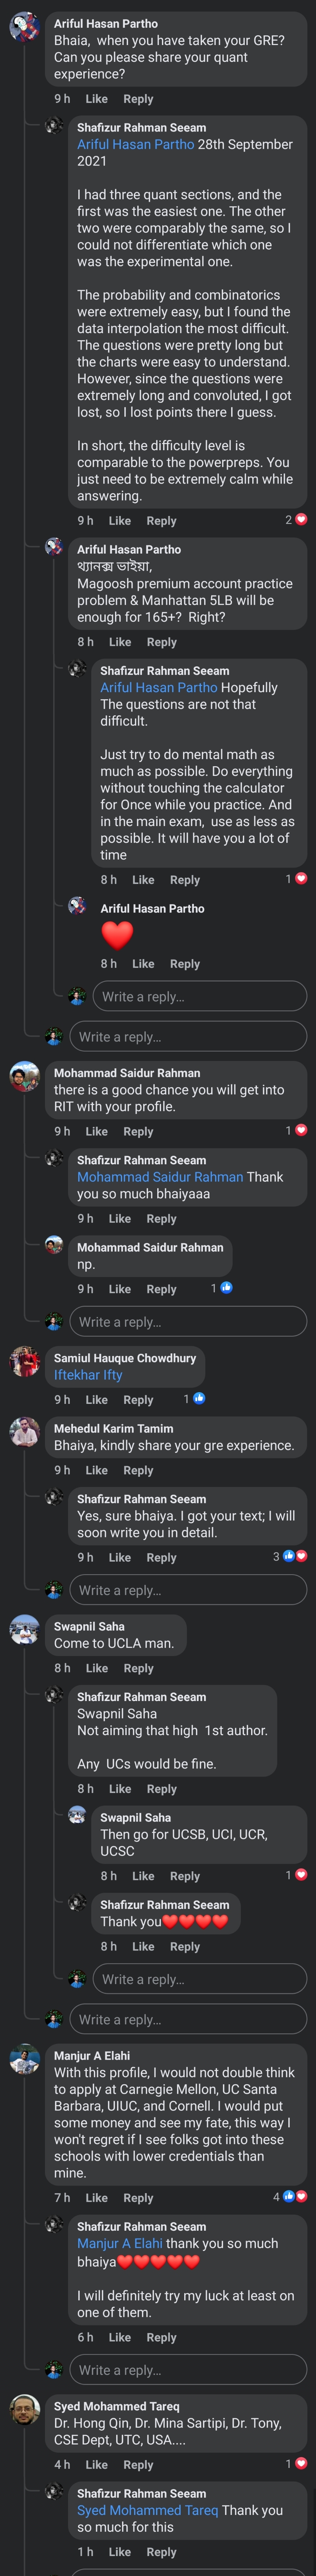 Ariful Hasan Partho
Bhaia,  when you have taken your GRE?
Can you please share your quant
experience?
9 h Like Reply
Shafizur Rahman Seeam
Ariful Hasan Partho 28th September
2021
I had three quant sections, and the
first was the easiest one. The other
two were comparably the same, so I
could not differentiate which one
was the experimental one.
The probability and combinatorics
were extremely easy, but I found the
data interpolation the most difficult.
The questions were pretty long but
the charts were easy to understand.
However, since the questions were
extremely long and convoluted, I got
lost, so I lost points there I guess.
In short, the difficulty level is
comparable to the powerpreps. You
just need to be extremely calm while
answering.
9 h Like Reply 2
Ariful Hasan Partho
থ্যানক্স ভাইয়া,
Magoosh premium account practice
problem & Manhattan 5LB will be
enough for 165+?  Right?
8 h Like Reply
Shafizur Rahman Seeam
Ariful Hasan Partho Hopefully
The questions are not that
difficult.
Just try to do mental math as
much as possible. Do everything
without touching the calculator
for Once while you practice. And
in the main exam,  use as less as
possible. It will have you a lot of
time
8 h Like Reply 1
Ariful Hasan Partho
❤️
8 h Like Reply
Write a reply...
Write a reply...
Mohammad Saidur Rahman
there is a good chance you will get into
RIT with your profile.
9 h Like Reply 1
Shafizur Rahman Seeam
Mohammad Saidur Rahman Thank
you so much bhaiyaaa
9 h Like Reply
Mohammad Saidur Rahman
np.
9 h Like Reply 1
Write a reply...
Samiul Hauque Chowdhury
Iftekhar Ifty
9 h Like Reply 1
Mehedul Karim Tamim
Bhaiya, kindly share your gre experience.
9 h Like Reply
Shafizur Rahman Seeam
Yes, sure bhaiya. I got your text; I will
soon write you in detail.
9 h Like Reply 3
Write a reply...
Swapnil Saha
Come to UCLA man.
8 h Like Reply
Shafizur Rahman Seeam
Swapnil Saha
Not aiming that high  1st author.
Any  UCs would be fine.
8 h Like Reply
Swapnil Saha
Then go for UCSB, UCI, UCR,
UCSC
8 h Like Reply 1
Shafizur Rahman Seeam
Thank you❤️❤️❤️❤️
8 h Like Reply
Write a reply...
Write a reply...
Manjur A Elahi
With this profile, I would not double think
to apply at Carnegie Mellon, UC Santa
Barbara, UIUC, and Cornell. I would put
some money and see my fate, this way I
won't regret if I see folks got into these
schools with lower credentials than
mine.
7 h Like Reply 4
Shafizur Rahman Seeam
Manjur A Elahi thank you so much
bhaiya❤️❤️❤️❤️❤️
I will definitely try my luck at least on
one of them.
6 h Like Reply
Write a reply...
Syed Mohammed Tareq
Dr. Hong Qin, Dr. Mina Sartipi, Dr. Tony,
CSE Dept, UTC, USA....
4 h Like Reply 1
Shafizur Rahman Seeam
Syed Mohammed Tareq Thank you
so much for this
1 h Like Reply